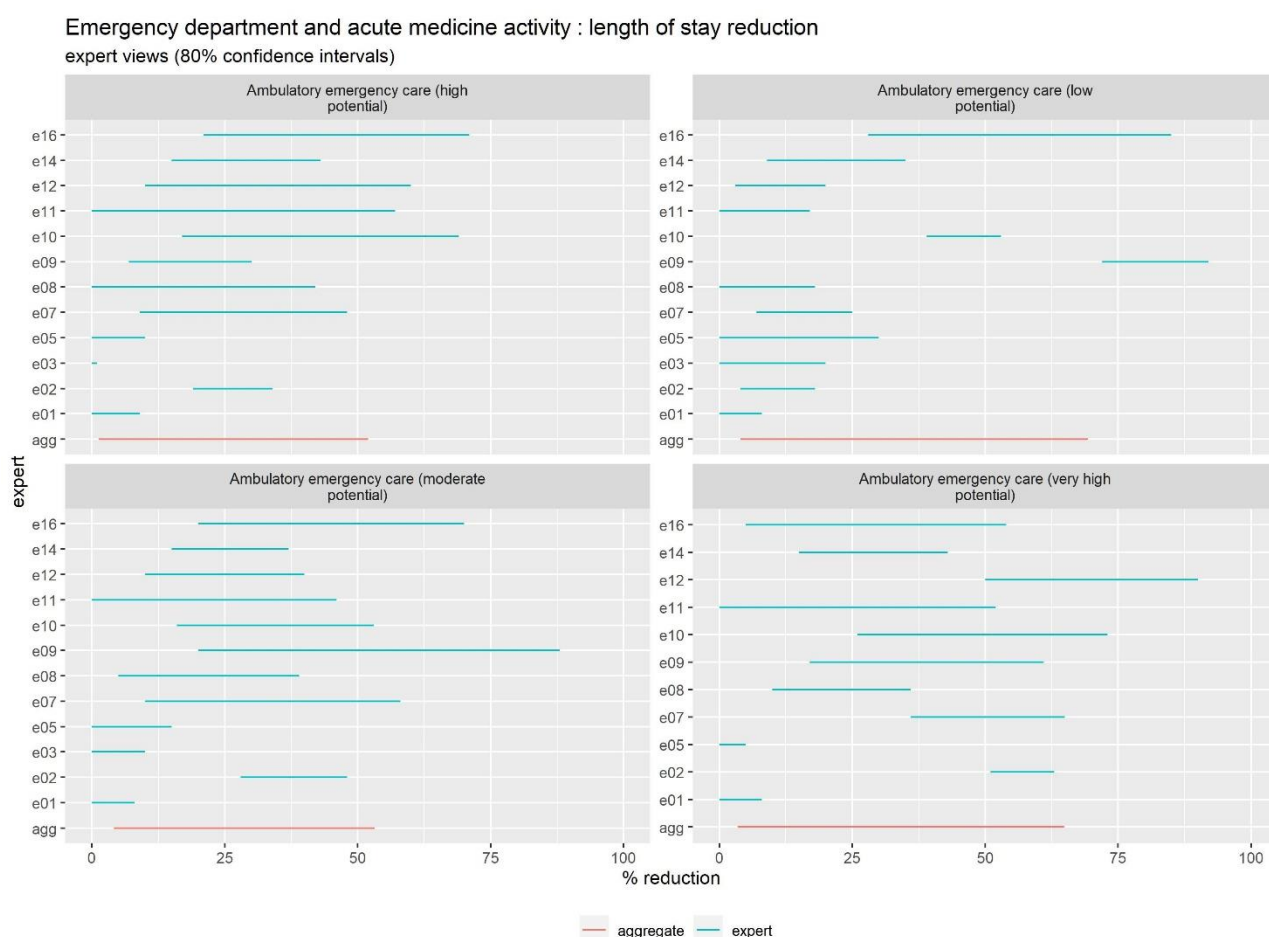 Emergency department and acute medicine activity : length of stay reduction
expert views (80% confidence intervals)
Ambulatory emergency care (high
potential)
e16
e14
e12
e11
e10
e09
e08
e07
e05
e03
e02
e01
agg
Ambulatory emergency care (low
potential)
e16
e14
e12
e11
e10
e09
e08
e07
e05
e03
e02
e01
agg
expert
Ambulatory emergency care (moderate
potential)
e16
e14
e12
e11
e10
e09
e08
e07
e05
e03
e02
e01
agg
0 25 50 75 100
Ambulatory emergency care (very high
potential)
e16
e14
e12
e11
e10
e09
e08
e07
e05
e02
e01
agg
0 25 50 75 100
% reduction
aggregate expert